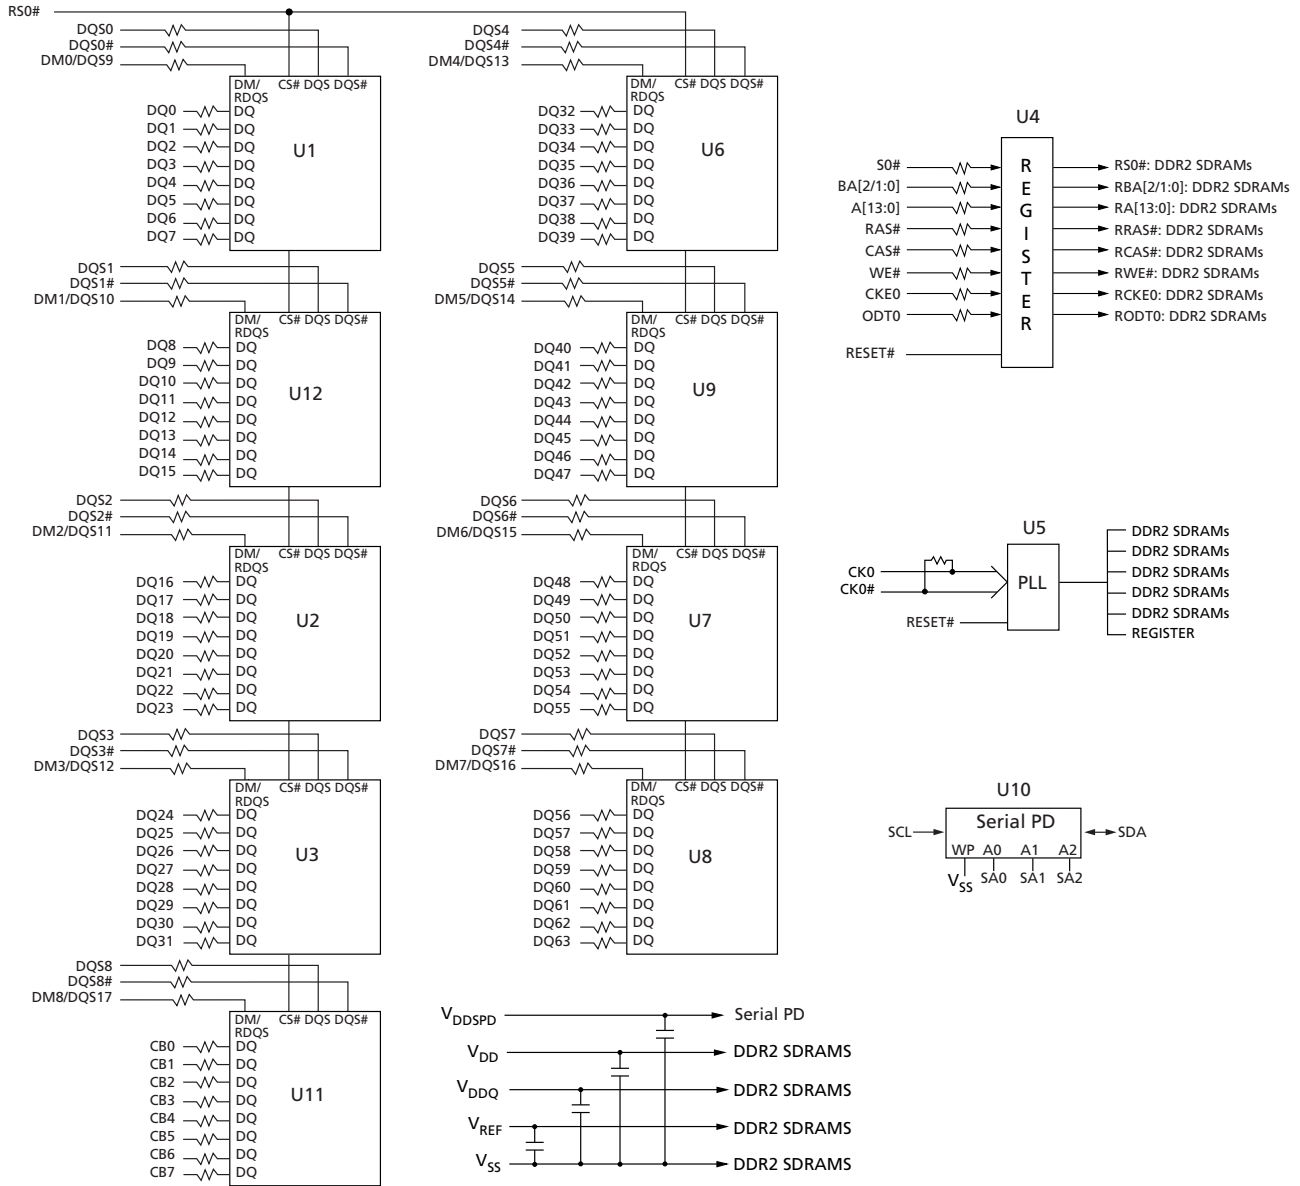 RS0#
DQS0
DQS0#
DM0/DQS9
DM/ CS# DQS DQS#
RDQS
DQ0 DQ
DQ1 DQ
DQ2 DQ
DQ3 DQ
DQ4 DQ
DQ5 DQ
DQ6 DQ
DQ7 DQ
U1
DQS1
DQS1#
DM1/DQS10
DM/ CS# DQS DQS#
RDQS
DQ8 DQ
DQ9 DQ
DQ10 DQ
DQ11 DQ
DQ12 DQ
DQ13 DQ
DQ14 DQ
DQ15 DQ
U12
DQS2
DQS2#
DM2/DQS11
DM/ CS# DQS DQS#
RDQS
DQ16 DQ
DQ17 DQ
DQ18 DQ
DQ19 DQ
DQ20 DQ
DQ21 DQ
DQ22 DQ
DQ23 DQ
U2
DQS3
DQS3#
DM3/DQS12
DM/ CS# DQS DQS#
RDQS
DQ24 DQ
DQ25 DQ
DQ26 DQ
DQ27 DQ
DQ28 DQ
DQ29 DQ
DQ30 DQ
DQ31 DQ
U3
DQS8
DQS8#
DM8/DQS17
DM/ CS# DQS DQS#
RDQS
CB0 DQ
CB1 DQ
CB2 DQ
CB3 DQ
CB4 DQ
CB5 DQ
CB6 DQ
CB7 DQ
U11
DQS4
DQS4#
DM4/DQS13
DM/ CS# DQS DQS#
RDQS
DQ32 DQ
DQ33 DQ
DQ34 DQ
DQ35 DQ
DQ36 DQ
DQ37 DQ
DQ38 DQ
DQ39 DQ
U6
DQS5
DQS5#
DM5/DQS14
DM/ CS# DQS DQS#
RDQS
DQ40 DQ
DQ41 DQ
DQ42 DQ
DQ43 DQ
DQ44 DQ
DQ45 DQ
DQ46 DQ
DQ47 DQ
U9
DQS6
DQS6#
DM6/DQS15
DM/ CS# DQS DQS#
RDQS
DQ48 DQ
DQ49 DQ
DQ50 DQ
DQ51 DQ
DQ52 DQ
DQ53 DQ
DQ54 DQ
DQ55 DQ
U7
DQS7
DQS7#
DM7/DQS16
DM/ CS# DQS DQS#
RDQS
DQ56 DQ
DQ57 DQ
DQ58 DQ
DQ59 DQ
DQ60 DQ
DQ61 DQ
DQ62 DQ
DQ63 DQ
U8
VDDSPD Serial PD
VDD DDR2 SDRAMS
VDDQ DDR2 SDRAMS
VREF DDR2 SDRAMS
VSS DDR2 SDRAMS
U4
REGISTER
S0# RS0#: DDR2 SDRAMs
BA[2/1:0] RBA[2/1:0]: DDR2 SDRAMs
A[13:0] RA[13:0]: DDR2 SDRAMs
RAS# RRAS#: DDR2 SDRAMs
CAS# RCAS#: DDR2 SDRAMs
WE# RWE#: DDR2 SDRAMs
CKE0 RCKE0: DDR2 SDRAMs
ODT0 RODT0: DDR2 SDRAMs
RESET#
U5
PLL
CK0
CK0#
RESET#
DDR2 SDRAMs
DDR2 SDRAMs
DDR2 SDRAMs
DDR2 SDRAMs
DDR2 SDRAMs
REGISTER
U10
Serial PD
SCL SDA
WP A0 A1 A2
VSS SA0 SA1 SA2